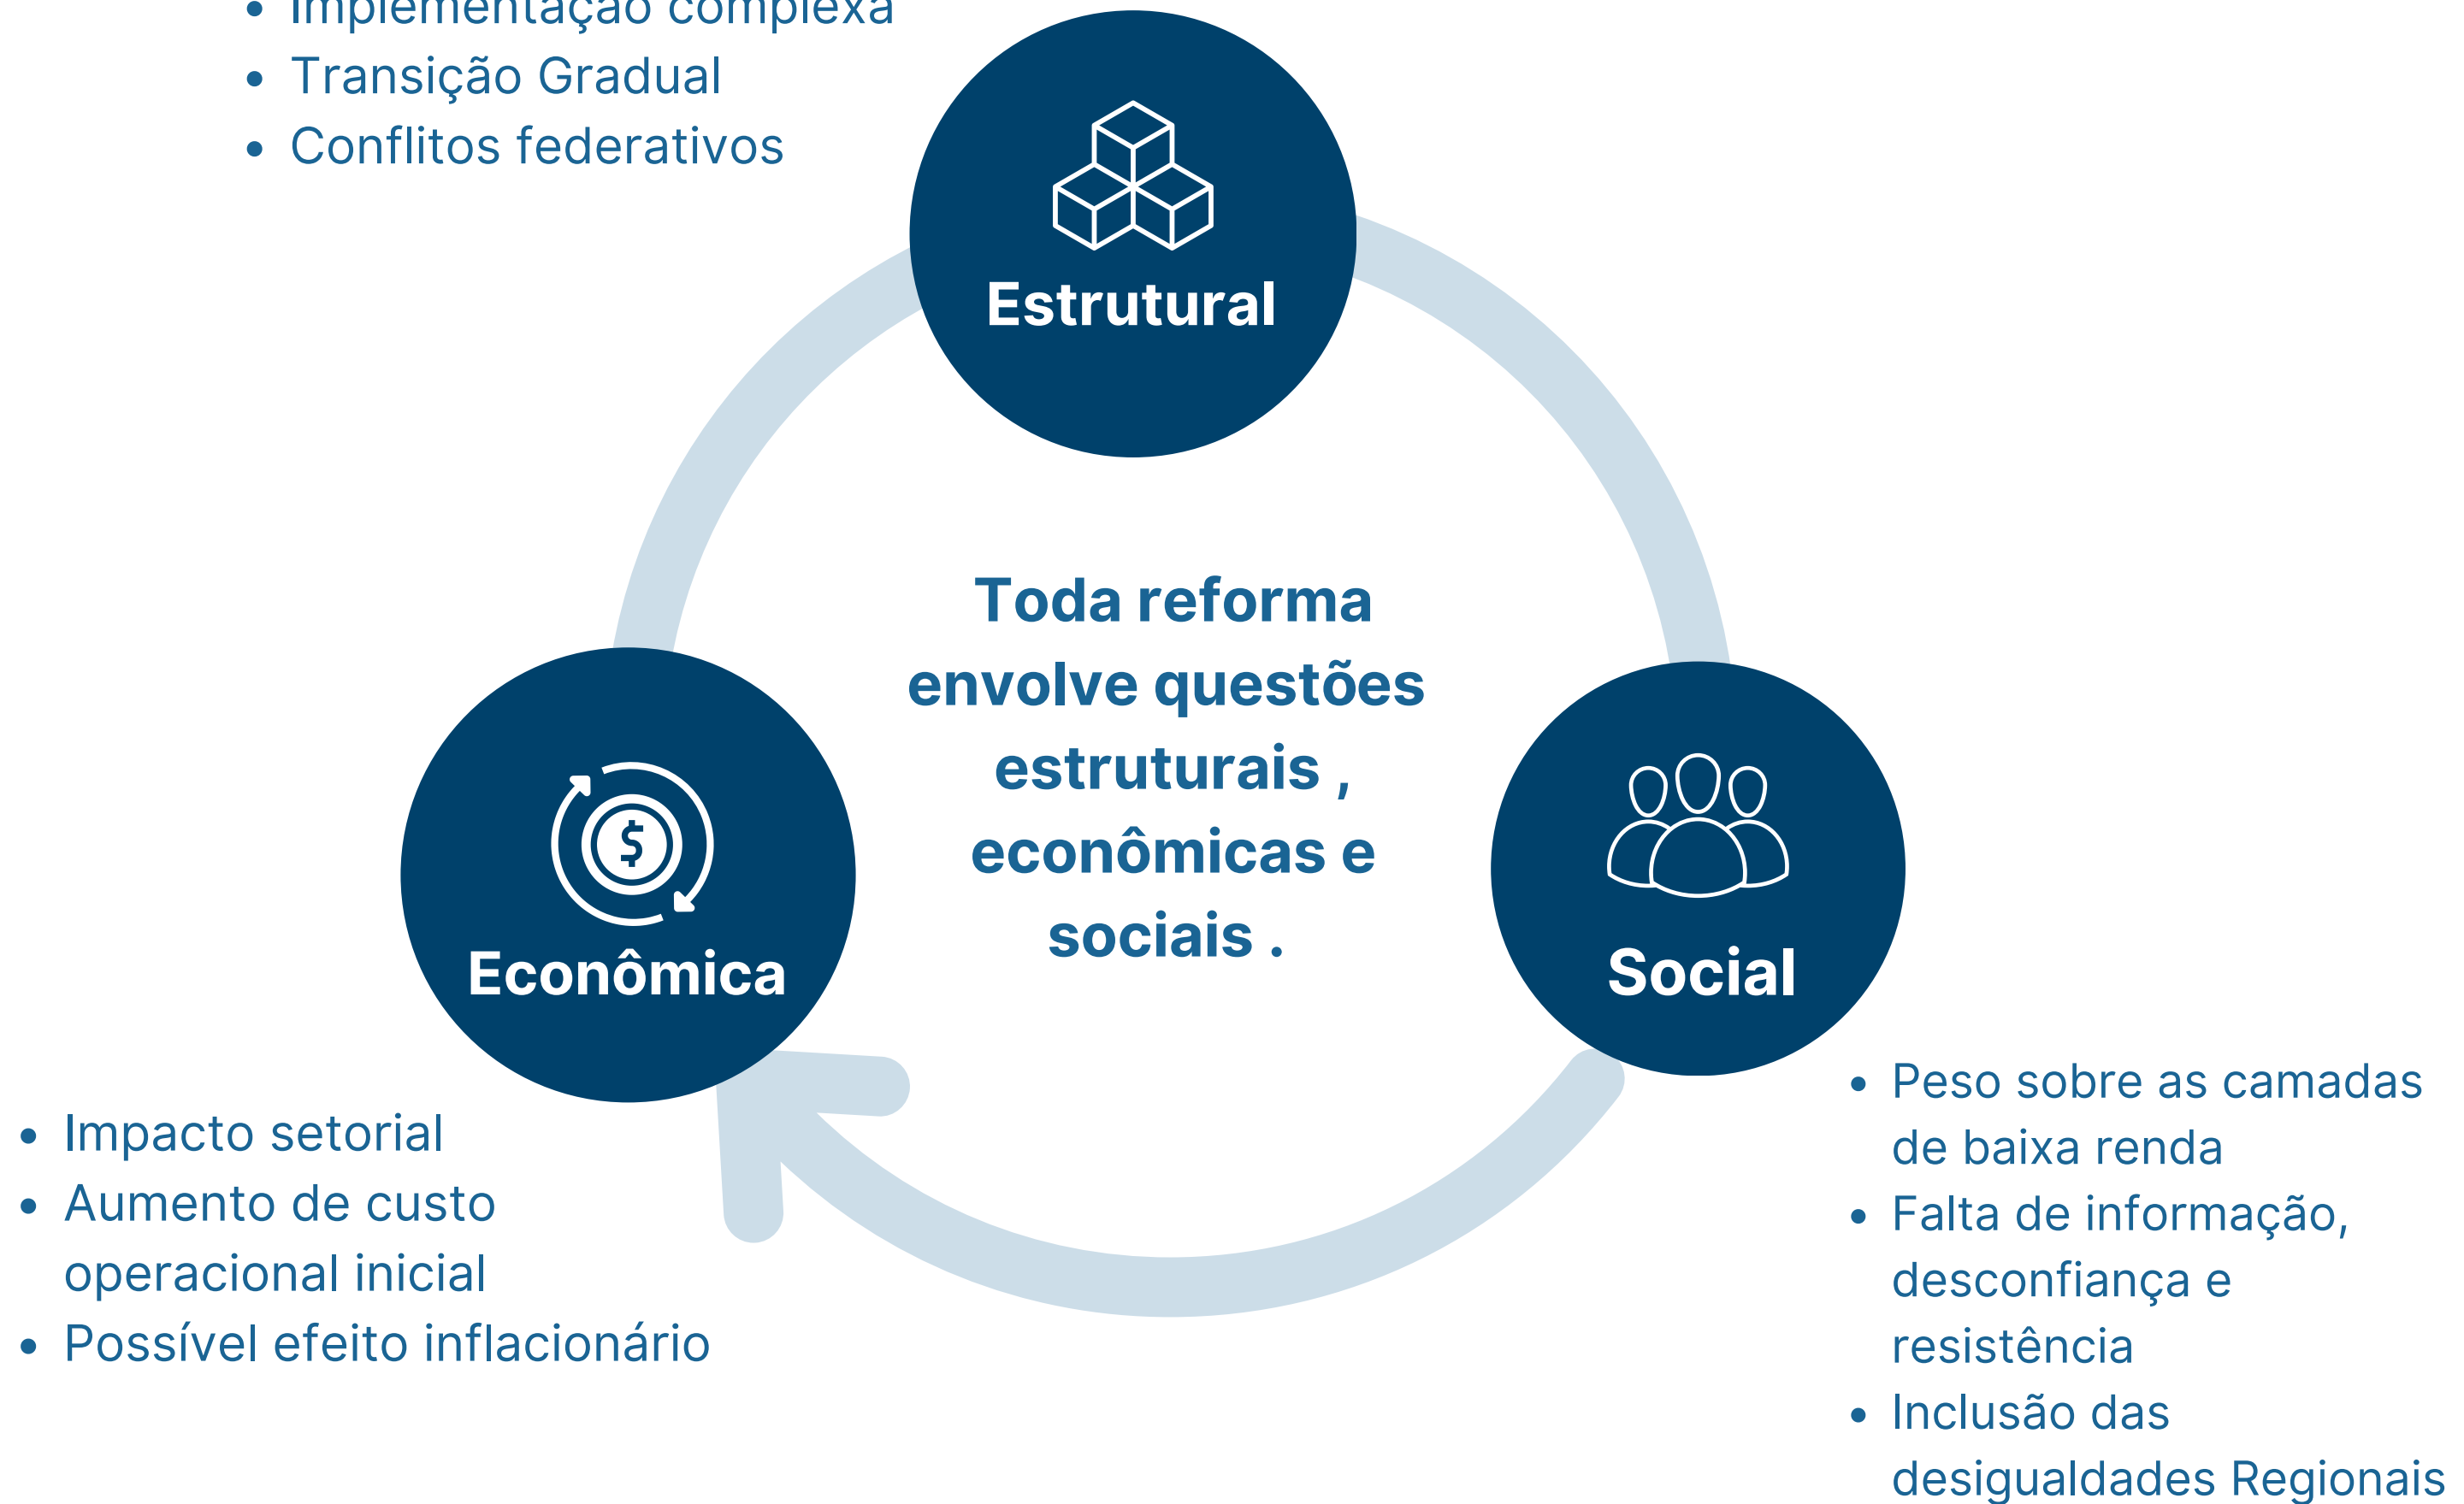 Implementação complexa
• Transição Gradual
• Conflitos federativos
Estrutural
Toda reforma
envolve questões
estruturais ,
econômicas e
sociais .
Econômica
Social
• Impacto setorial
• Aumento de custo
operacional inicial
• Possível efeito inflacionário
• Peso sobre as camadas
de baixa renda
• Falta de informação,
desconfiança e
resistência
• Inclusão das
desigualdades Regionais